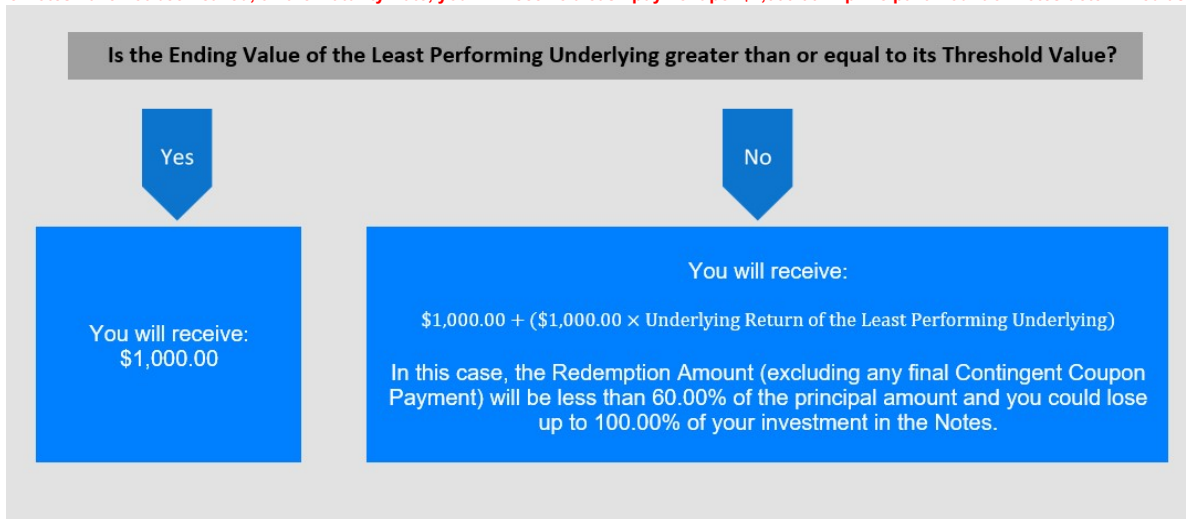 Is the Ending Value of the Least Performing Underlying greater than or equal to its Threshold Value?
Yes
No
You will receive:
$1,000.00
You will receive:
$1,000.00 + ($1,000.00 × Underlying Return of the Least Performing Underlying)
In this case, the Redemption Amount (excluding any final Contingent Coupon
Payment) will be less than 60.00% of the principal amount and you could lose
up to 100.00% of your investment in the Notes.